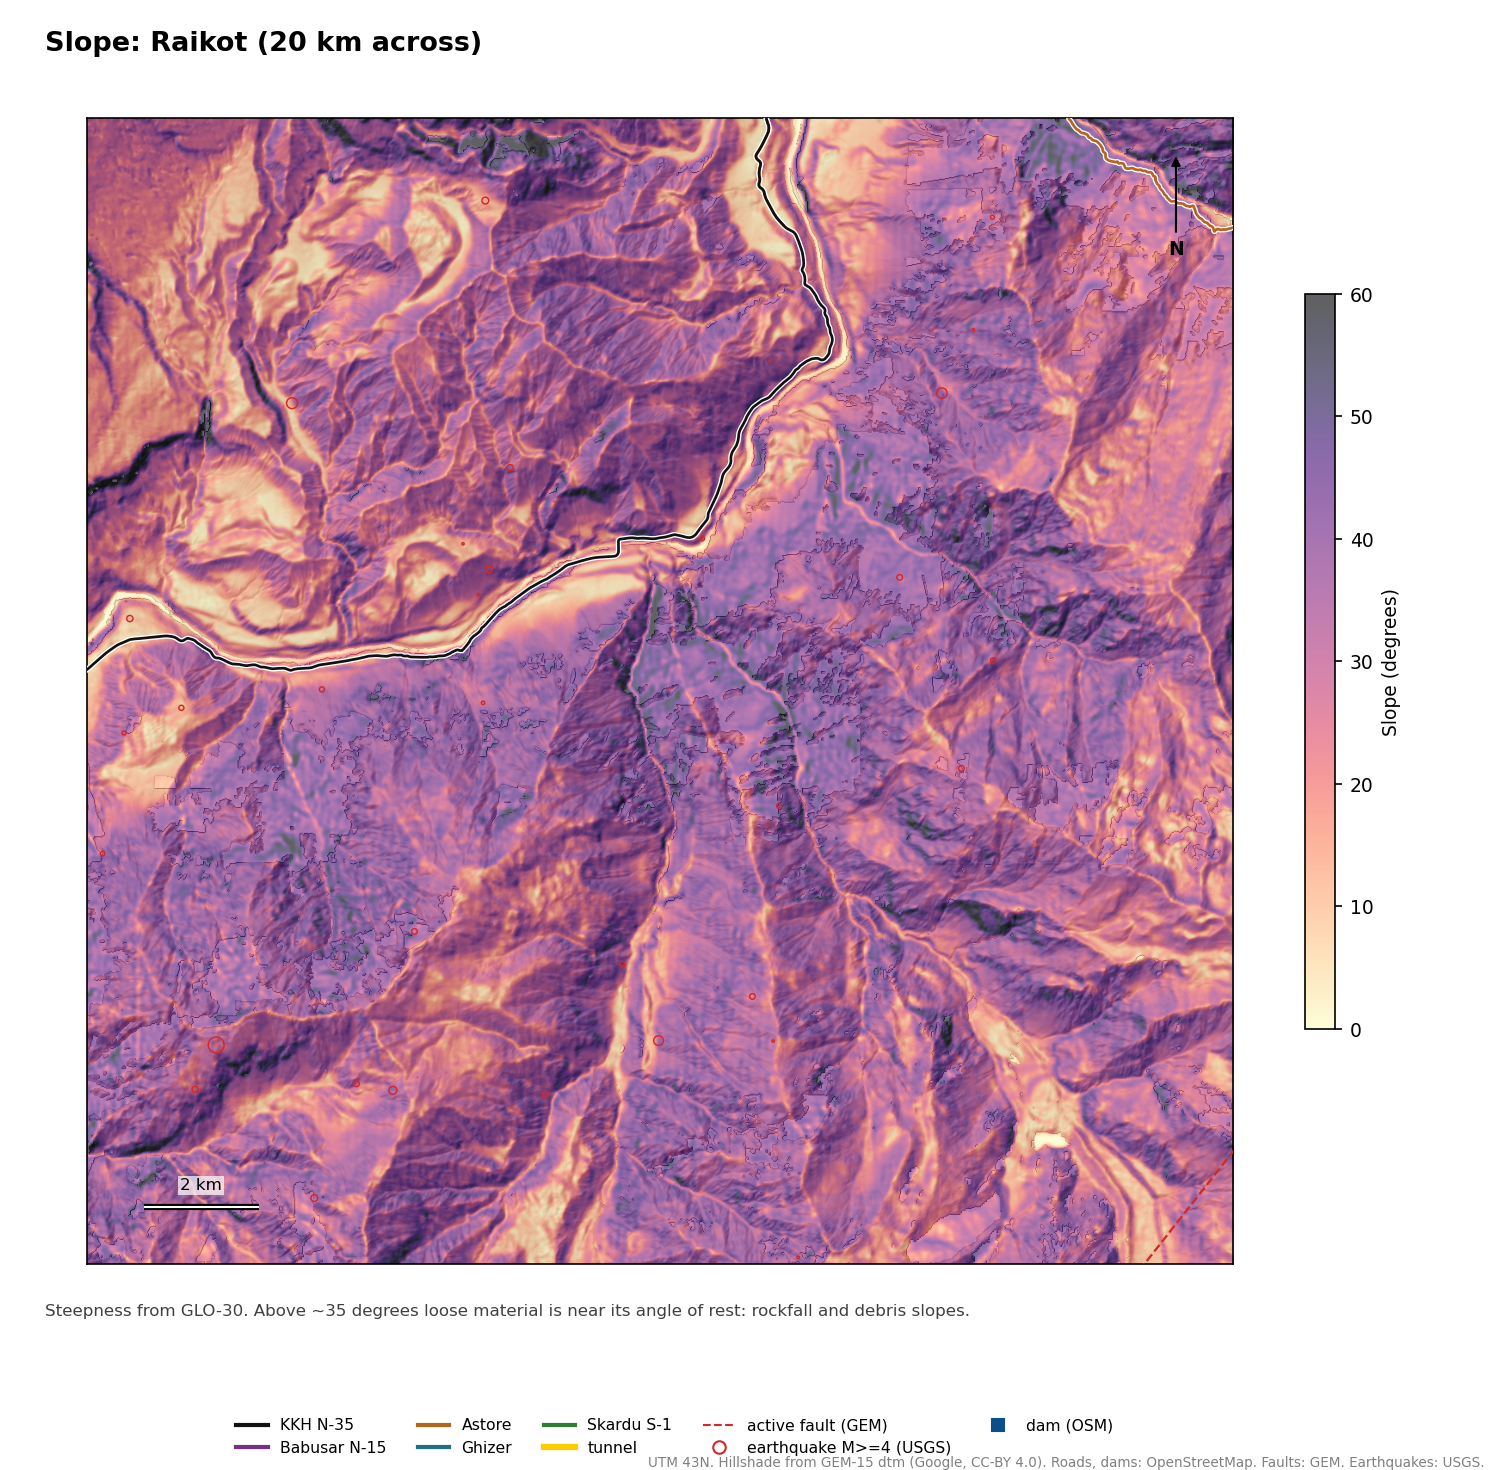 Slope: Raikot (20 km across)
N
60
50
40
30
20
10
0
Slope (degrees)
2 km
Steepness from GLO-30. Above ~35 degrees loose material is near its angle of rest: rockfall and debris slopes.
KKH N-35
Astore
Skardu S-1
active fault (GEM)
dam (OSM)
Babusar N-15
Ghizer
tunnel
earthquake M>=4 (USGS)
UTM 43N. Hillshade from GEM-15 dtm (Google, CC-BY 4.0). Roads, dams: OpenStreetMap. Faults: GEM. Earthquakes: USGS.